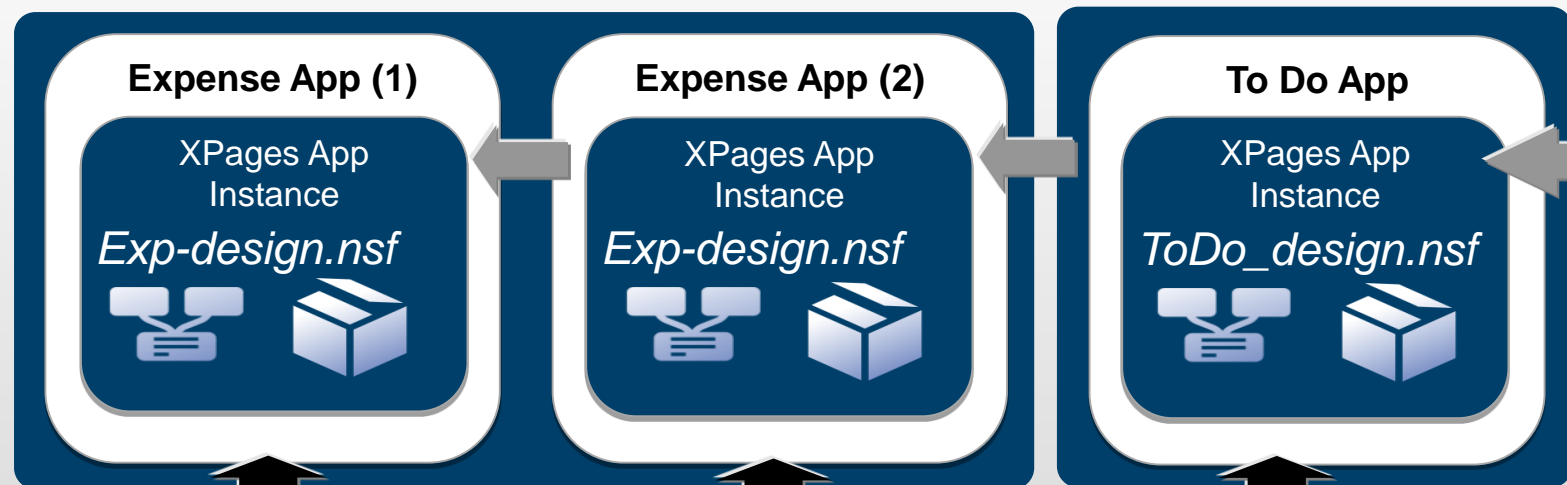 Expense App (1)
XPages App
Instance
Exp-design.nsf
Expense App (2)
XPages App
Instance
Exp-design.nsf
To Do App
XPages App
Instance
ToDo_design.nsf